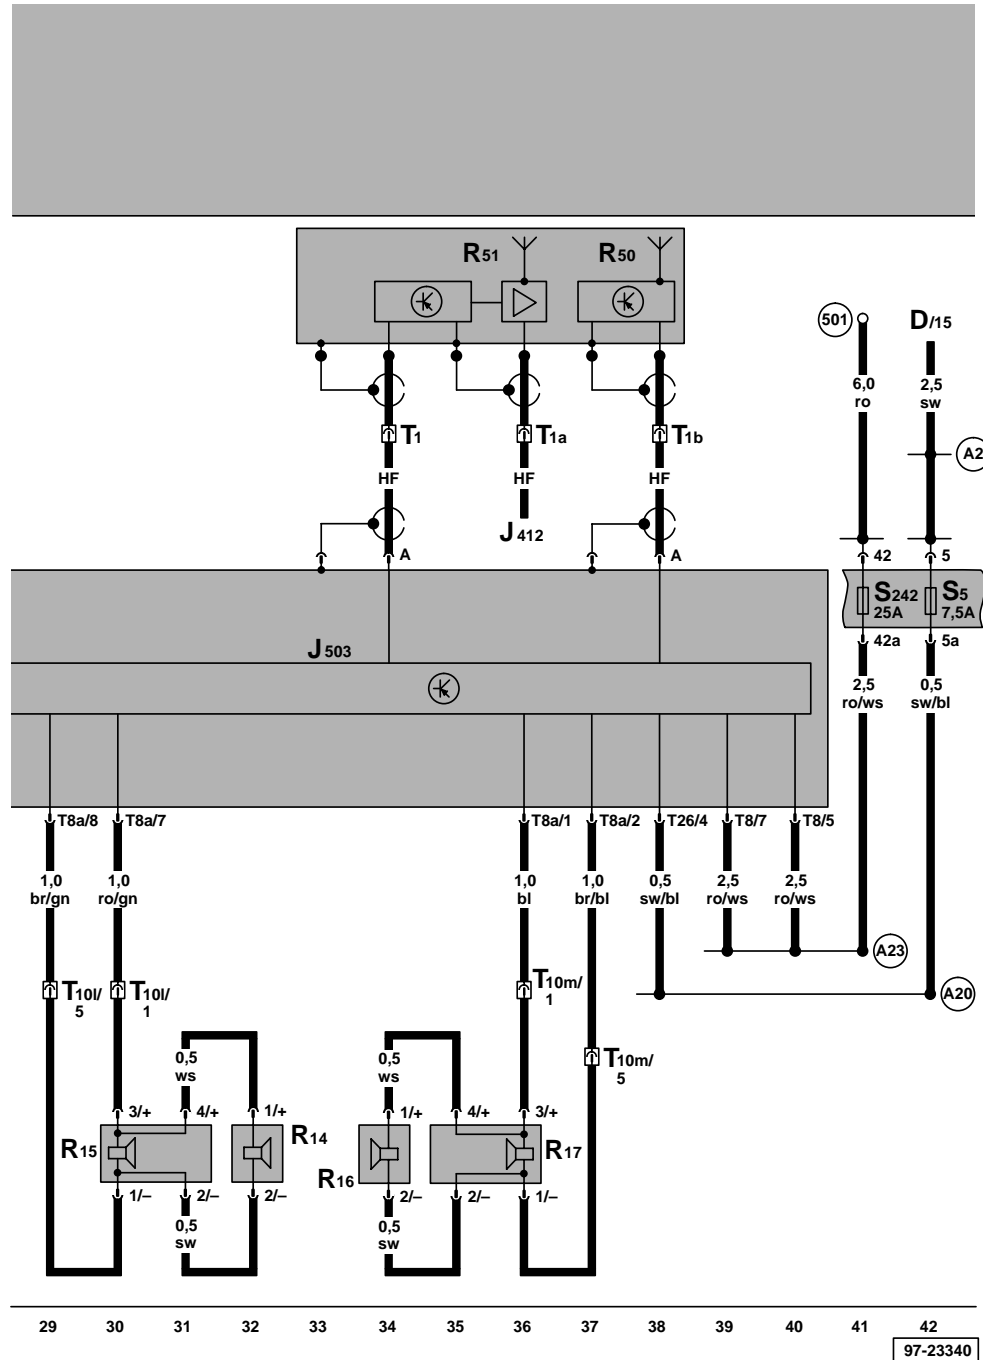 R51 R50
501 D/15
6,0 ro 2,5 sw
T1 T1a T1b
A2
HF HF HF
J412
A A 42 5
S242 25A S5 7,5A
J503
42a 5a
2,5 ro/ws 0,5 sw/bl
T8a/8 T8a/7 T8a/1 T8a/2 T26/4 T8/7 T8/5
1,0 1,0 1,0 1,0 0,5 2,5 2,5
br/gn ro/gn bl br/bl sw/bl ro/ws ro/ws
A23
T10l/5 T10l/1 T10m/1 A20
0,5 ws 0,5 ws T10m/5
3/+ 4/+ 1/+ 1/+ 4/+ 3/+
R15 R14 R16 R17
1/– 2/– 2/– 2/– 2/– 1/–
0,5 sw 0,5 sw
29 30 31 32 33 34 35 36 37 38 39 40 41 42
97-23340